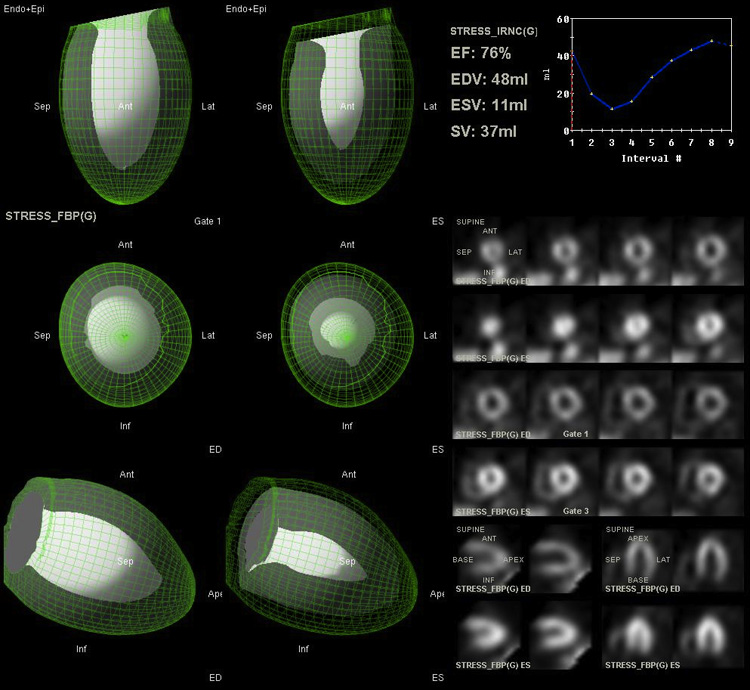 Endo+Epi
Endo+Epi
Sep
Ant
Lat
Sep
Ant
Lat
STRESS_IRNC(G)
EF: 76%
EDV: 48ml
ESV: 11ml
SV: 37ml
60
40
20
0
ml
1 2 3 4 5 6 7 8 9
Interval #
STRESS_FBP(G)
Gate 1
ES
Ant
Ant
Sep
Lat
Sep
Lat
Inf
Inf
ED
ES
Ant
Ant
Sep
Sep
Ape
Ape
Inf
Inf
ED
ES
SUPINE
ANT
SEP
LAT
INF
STRESS_FBP(G) ED
STRESS_FBP(G) ES
STRESS_FBP(G) ED
Gate 1
STRESS_FBP(G) ES
Gate 3
SUPINE
SUPINE
ANT
APEX
BASE
APEX
SEP
LAT
INF
BASE
STRESS_FBP(G) ED
STRESS_FBP(G) ED
STRESS_FBP(G) ES
STRESS_FBP(G) ES